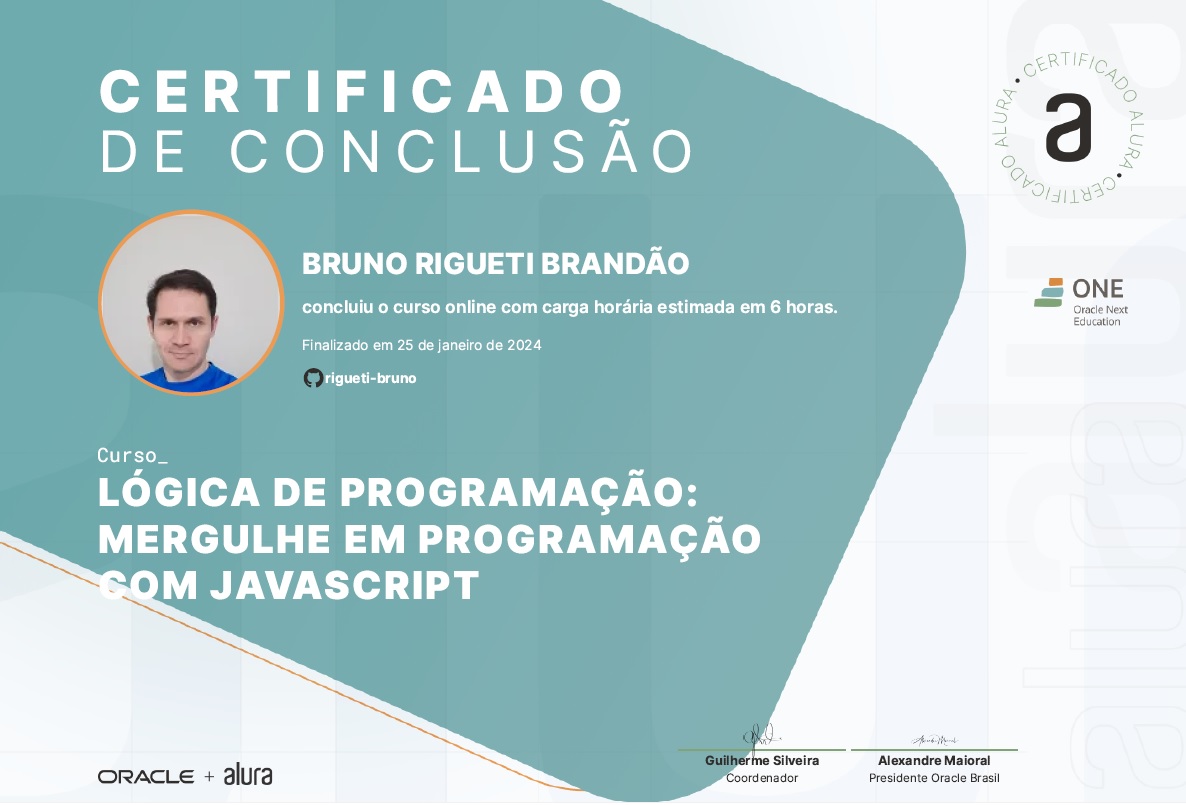 CERTIFICADO
DE CONCLUSÃO
CERTIFICADO ALURA • CERTIFICADO ALURA •
a
BRUNO RIGUETI BRANDÃO
concluiu o curso online com carga horária estimada em 6 horas.
Finalizado em 25 de janeiro de 2024
rigueti-bruno
ONE
Oracle Next
Education
Curso_
LÓGICA DE PROGRAMAÇÃO:
MERGULHE EM PROGRAMAÇÃO
COM JAVASCRIPT
alura
alura
Guilherme Silveira
Coordenador
Alexandre Maioral
Presidente Oracle Brasil
ORACLE + alura